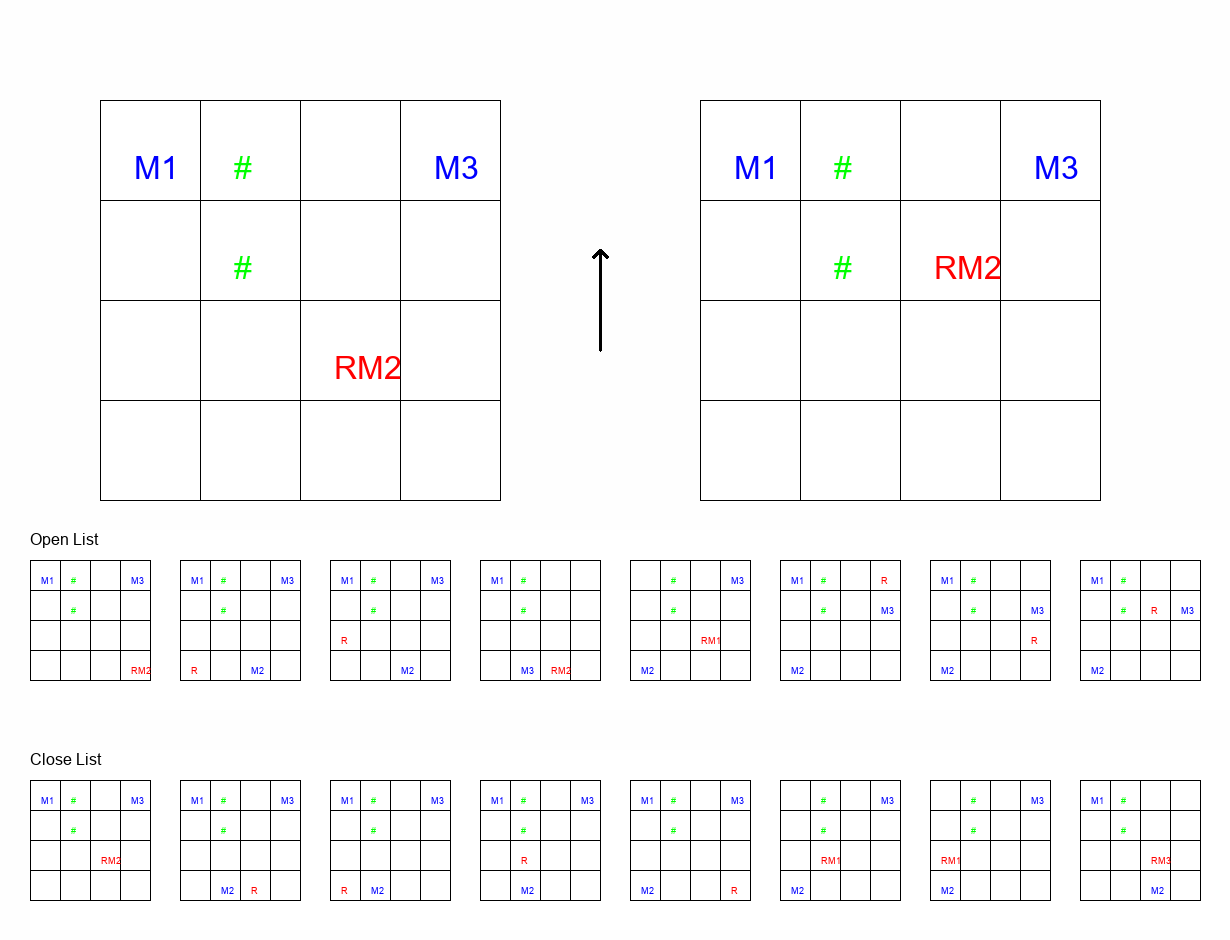 M1 # M3 M1 # M3
# # RM2
RM2
Open List
M1 # M3 M1 # M3 M1 # M3 M1 # # M3 M1 # R M1 # M1 #
# # # # # # M3 # M3 # R M3
R RM1 R
RM2 R M2 M2 M3 RM2 M2 M2 M2 M2
Close List
M1 # M3 M1 # M3 M1 # M3 M1 # M3 M1 # M3 # M3 # M3 M1 #
# # # # # # # #
RM2 R RM1 RM1 RM3
M2 R R M2 M2 M2 R M2 M2 M2